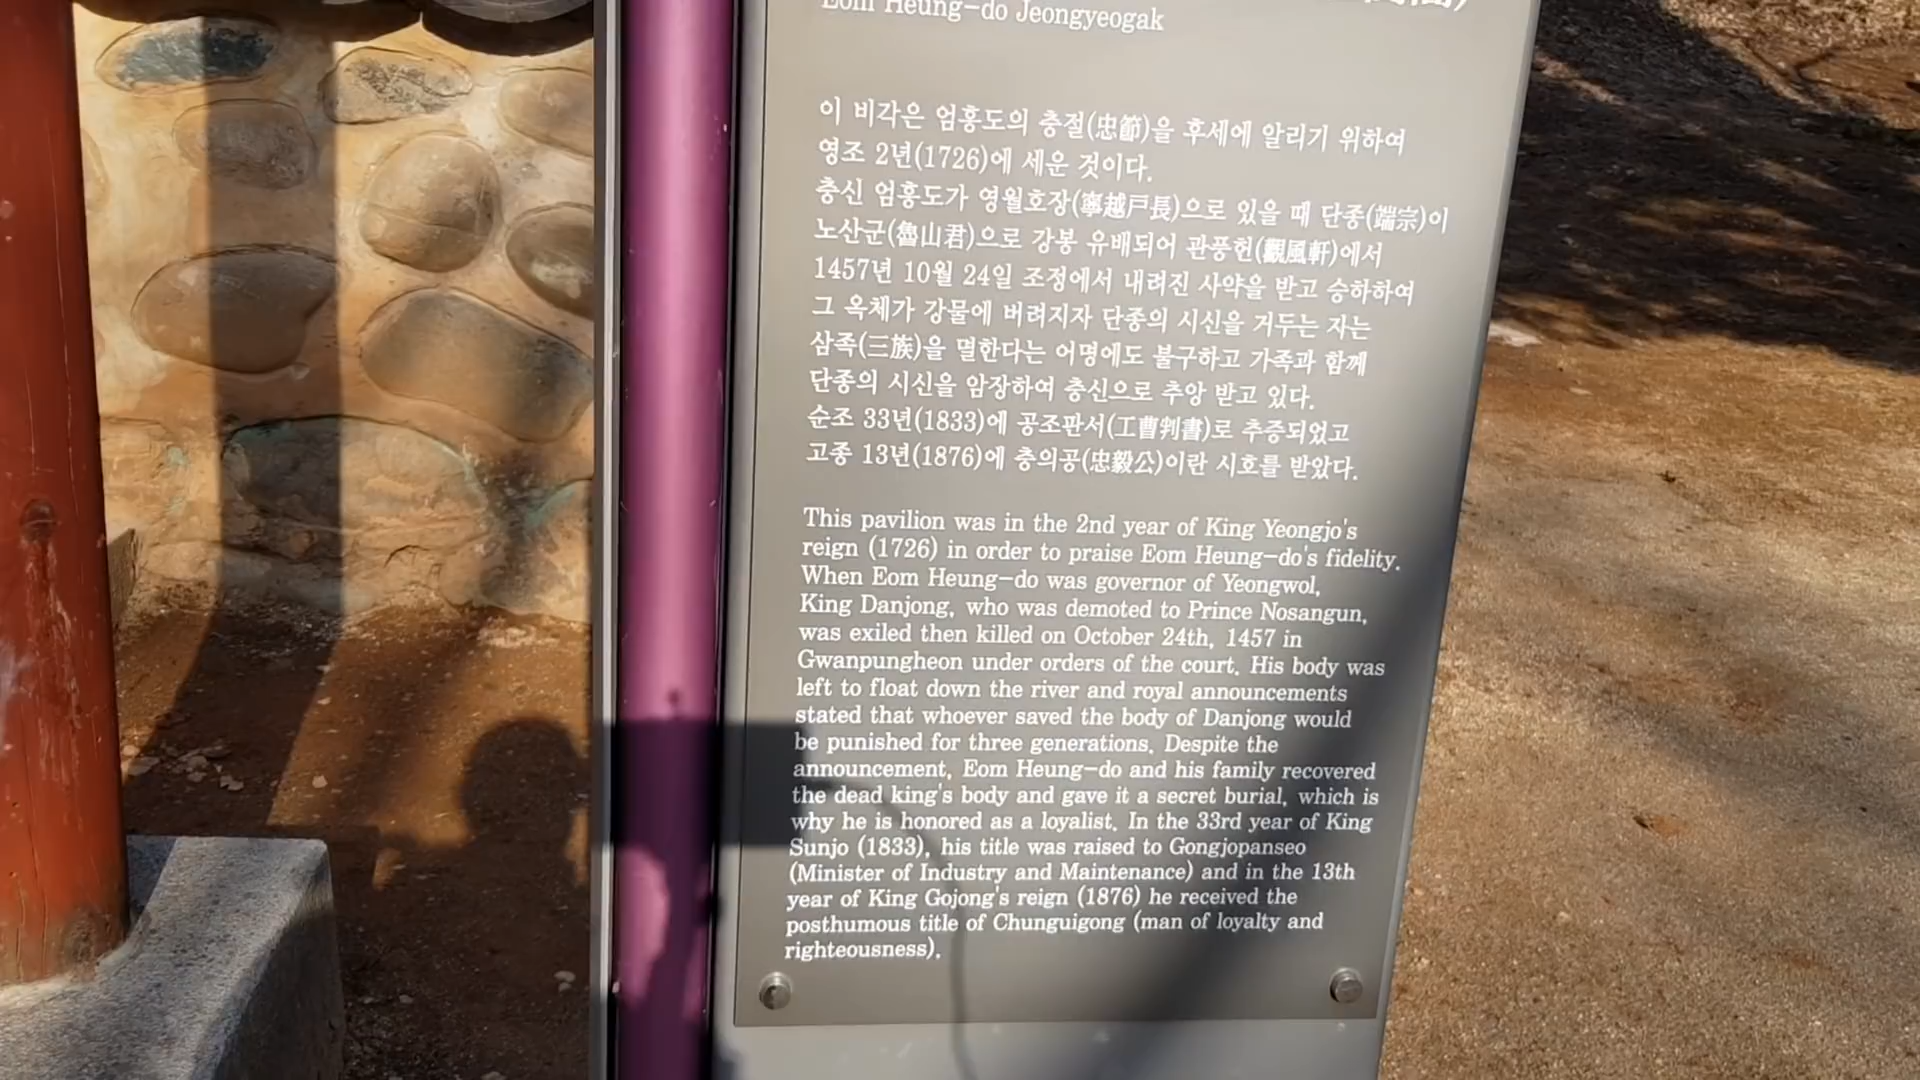 Eom Heung-do Jeongyeogak
이 비각은 엄흥도의 충절(忠節)을 후세에 알리기 위하여
영조 2년(1726)에 세운 것이다.
충신 엄흥도가 영월호장(寧越戶長)으로 있을 때 단종(端宗)이
노산군(魯山君)으로 강봉 유배되어 관풍헌(觀風軒)에서
1457년 10월 24일 조정에서 내려진 사약을 받고 승하하여
그 옥체가 강물에 버려지자 단종의 시신을 거두는 자는
삼족(三族)을 멸한다는 어명에도 불구하고 가족과 함께
단종의 시신을 암장하여 충신으로 추앙 받고 있다.
순조 33년(1833)에 공조판서(工曹判書)로 추증되었고
고종 13년(1876)에 충의공(忠毅公)이란 시호를 받았다.
This pavilion was in the 2nd year of King Yeongjo's
reign (1726) in order to praise Eom Heung-do's fidelity.
When Eom Heung-do was governor of Yeongwol,
King Danjong, who was demoted to Prince Nosangun,
was exiled then killed on October 24th, 1457 in
Gwanpungheon under orders of the court. His body was
left to float down the river and royal announcements
stated that whoever saved the body of Danjong would
be punished for three generations. Despite the
announcement, Eom Heung-do and his family recovered
the dead king's body and gave it a secret burial, which is
why he is honored as a loyalist. In the 33rd year of King
Sunjo (1833), his title was raised to Gongjopanseo
(Minister of Industry and Maintenance) and in the 13th
year of King Gojong's reign (1876) he received the
posthumous title of Chunguigong (man of loyalty and
righteousness).